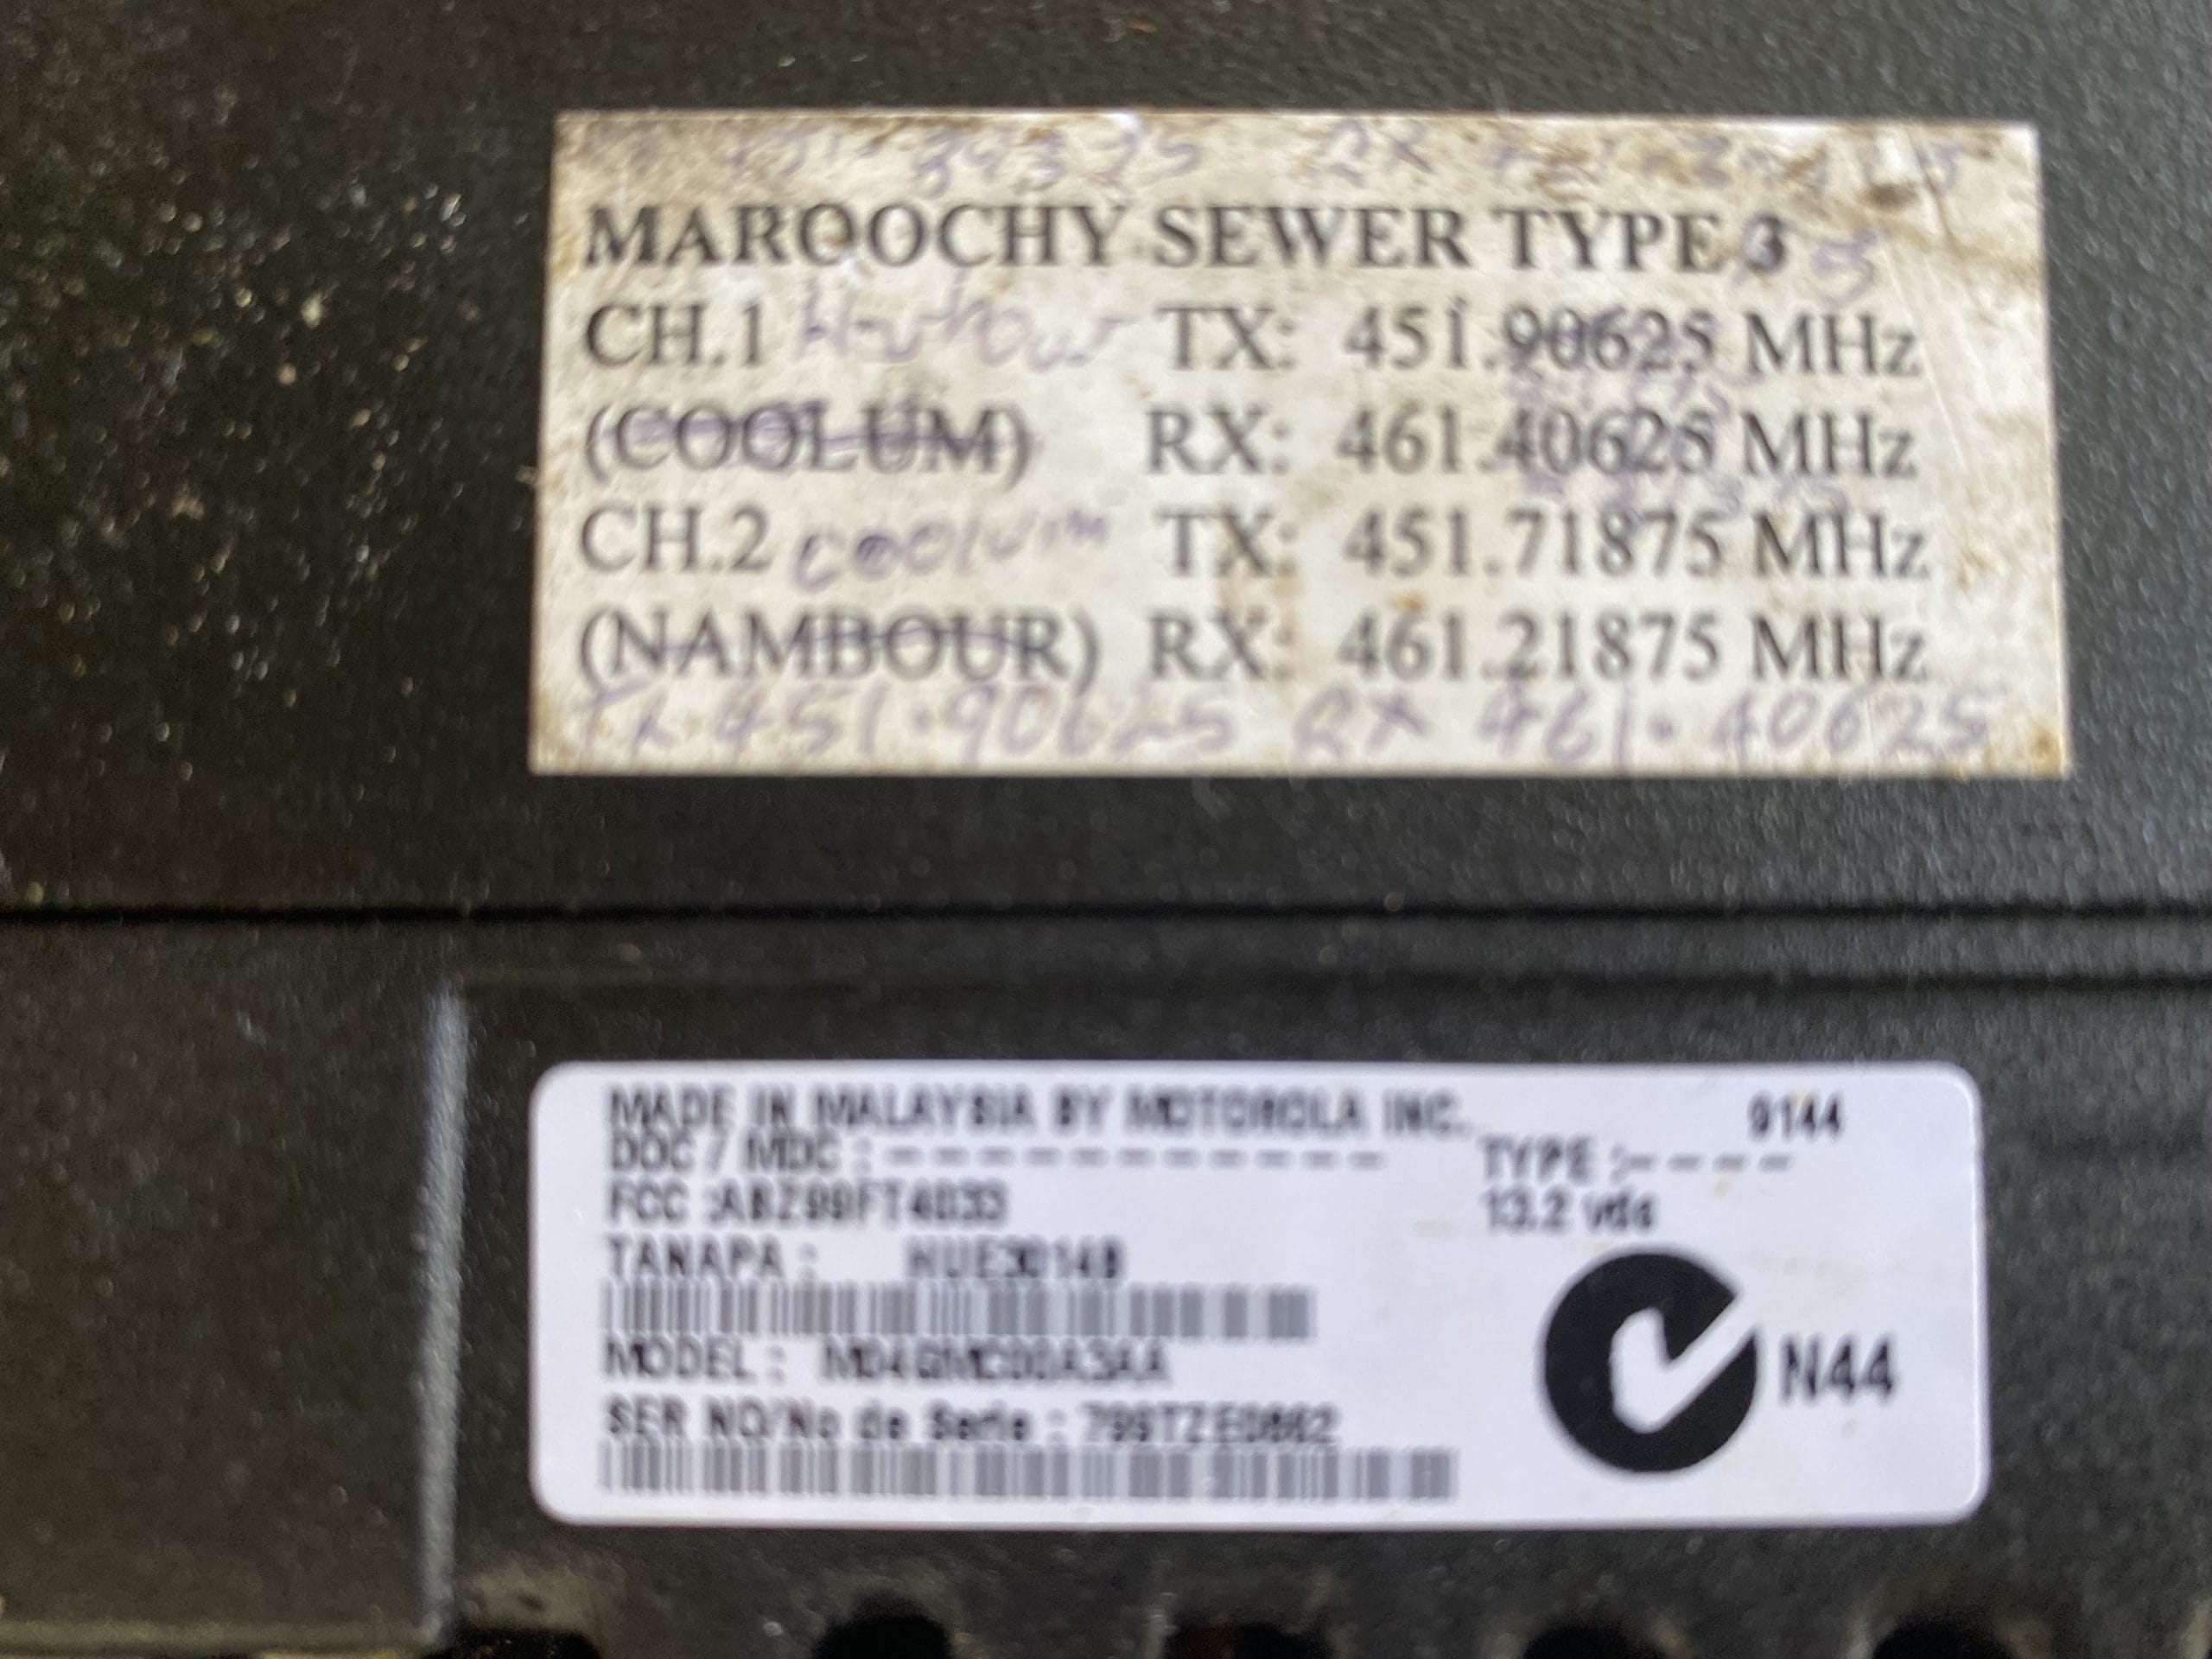 MAROOCHY SEWER TYPE 3
CH.1 TX: 451.90625 MHz
(COOLUM) RX: 461.40625 MHz
CH.2 coolum TX: 451.71875 MHz
(NAMBOUR) RX: 461.21875 MHz
Tx 451.90625 RX 461.40625
MADE IN MALAYSIA BY MOTOROLA INC. 9144
DOC / MDC : - - - - - - - - - - - TYPE :- - - -
FCC :ABZ99FT4033 13.2 vdc
TANAPA : HUE3014B
MODEL :
SER NO/No de Serie : 799TZE0662
N44